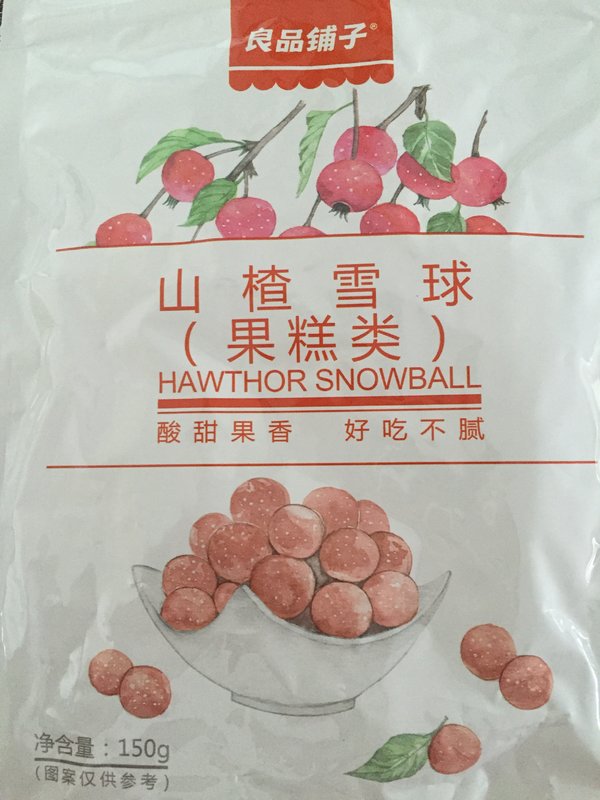 良品铺子®
山楂雪球
（果糕类）
HAWTHOR SNOWBALL
酸甜果香 好吃不腻
净含量：150g
（图案仅供参考）